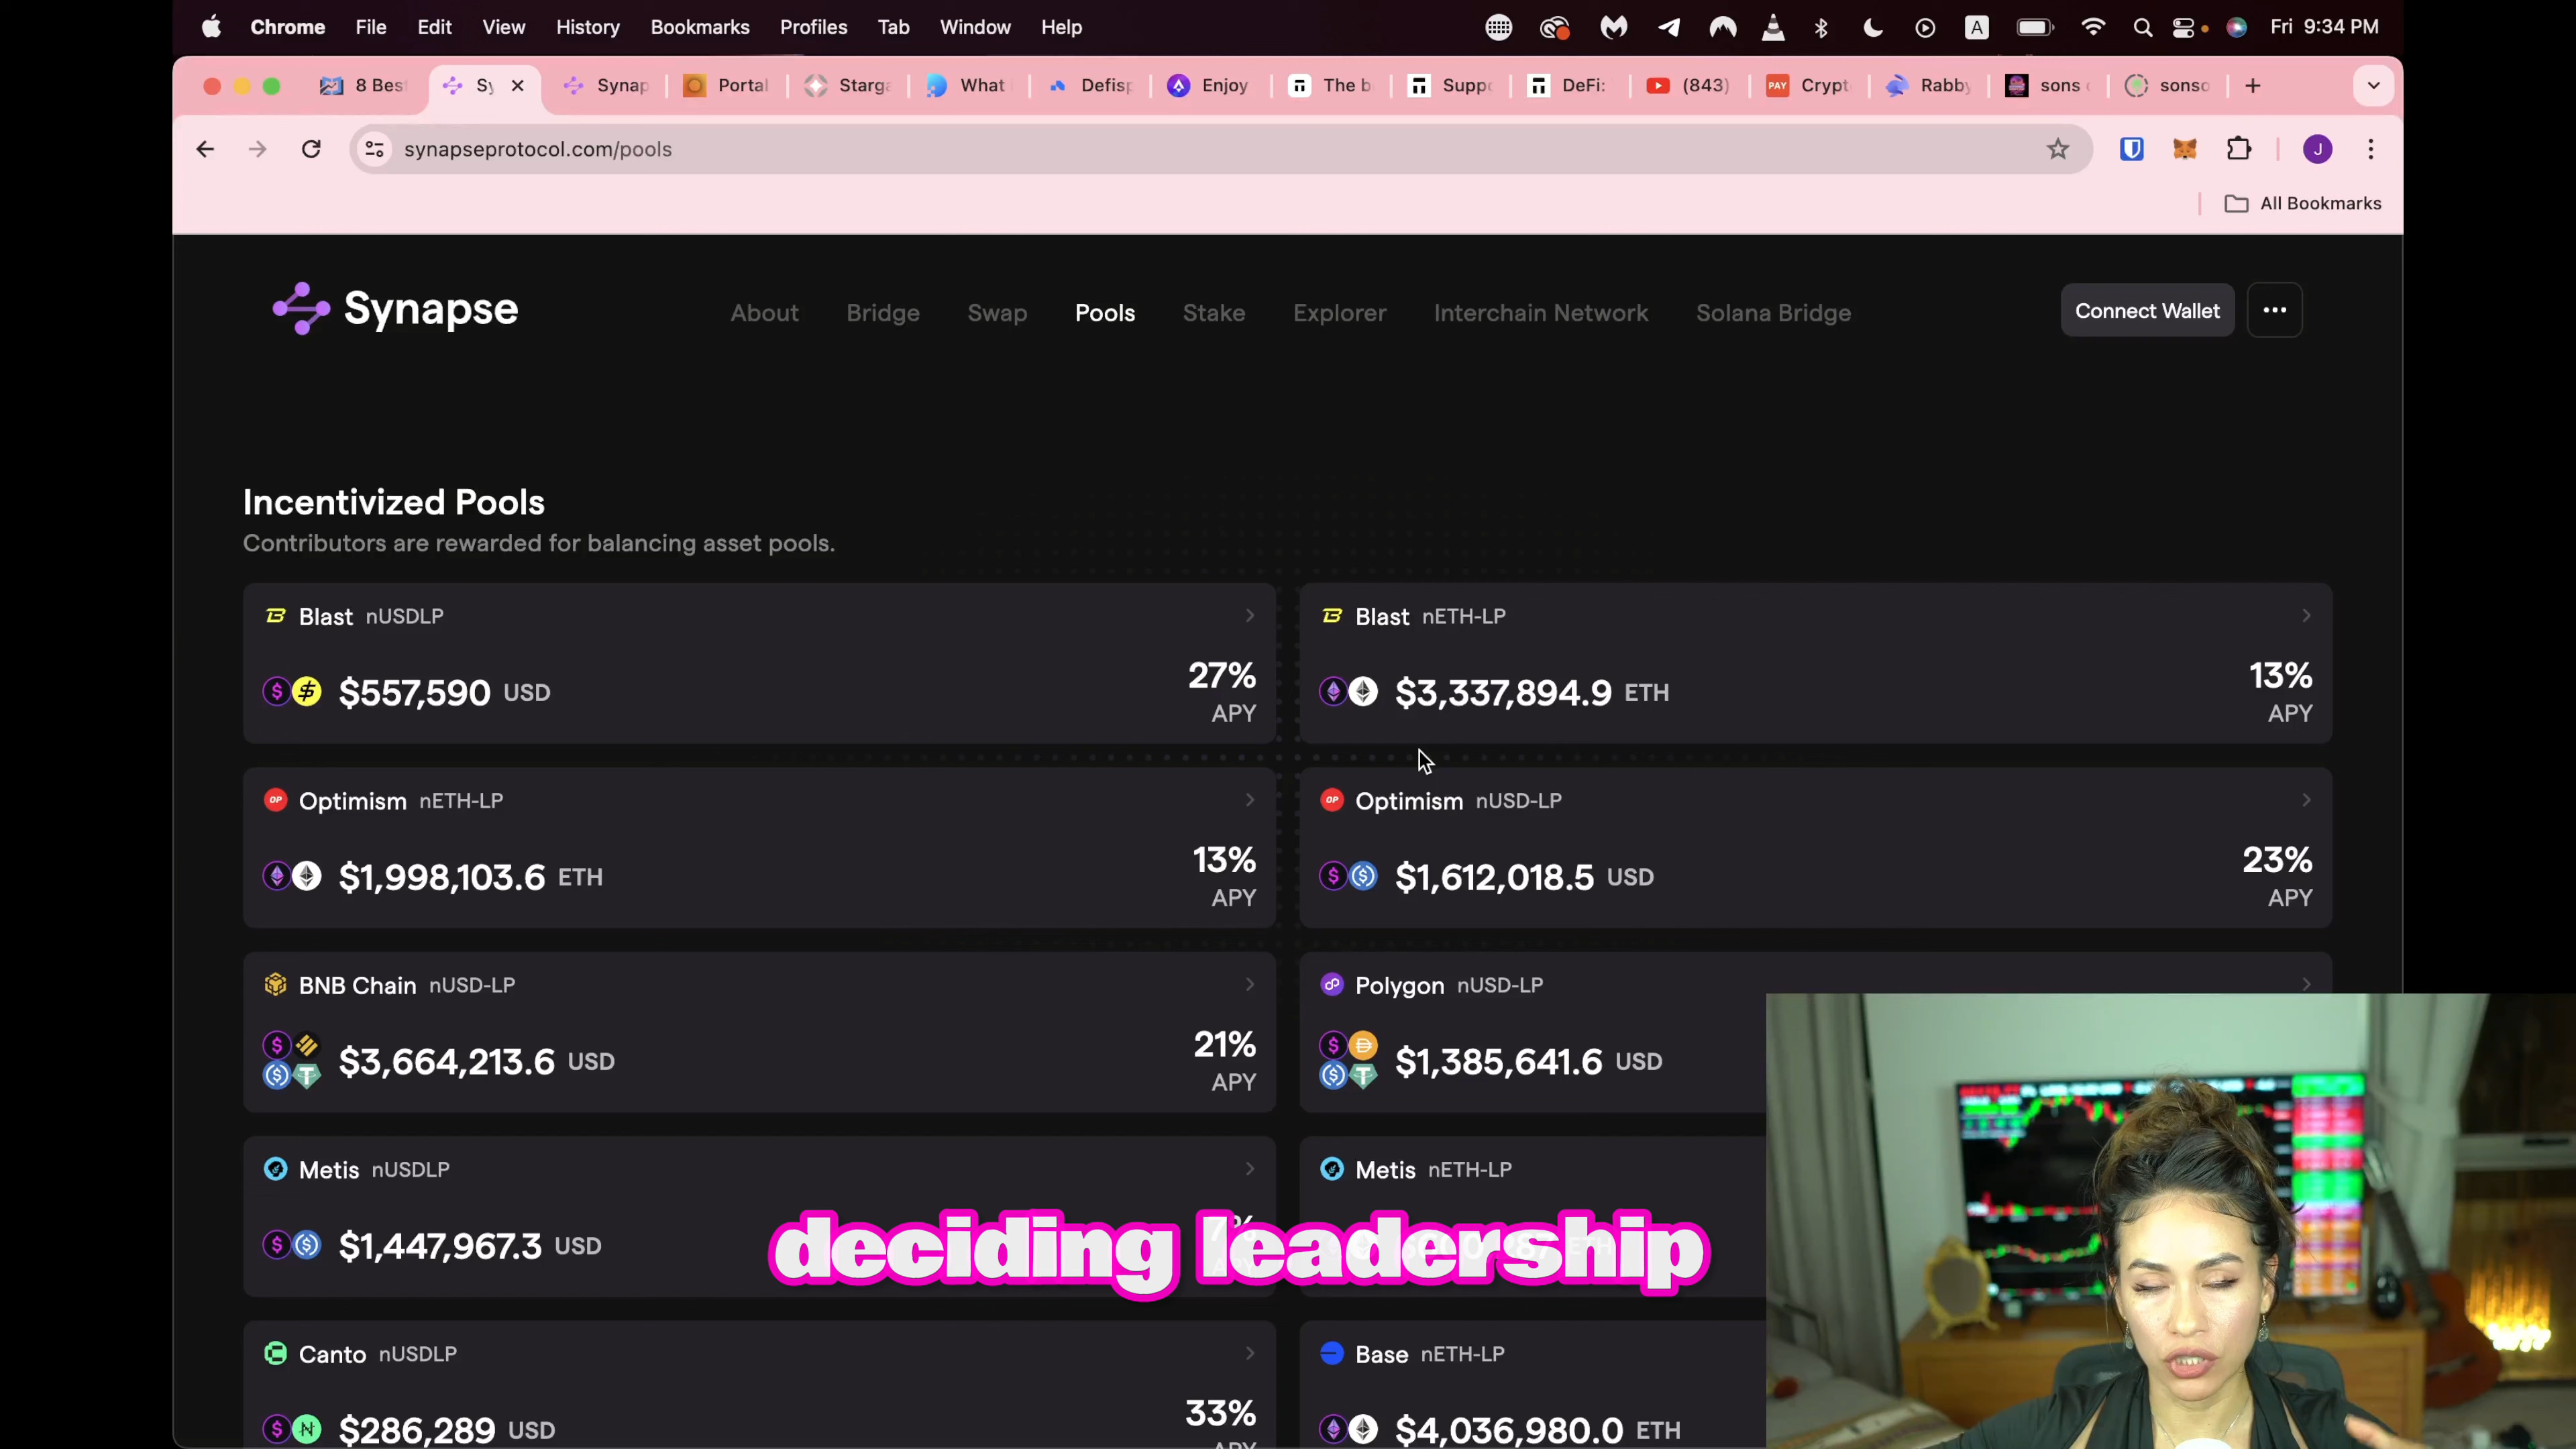 Chrome File Edit View History Bookmarks Profiles Tab Window Help A Fri 9:34 PM
8 Bes Sy Synap Portal Starga What Defisp Enjoy The b Suppo DeFi: (843) Crypt PAY Rabby sons sonso
synapseprotocol.com/pools J
All Bookmarks
Synapse About Bridge Swap Pools Stake Explorer Interchain Network Solana Bridge Connect Wallet
Incentivized Pools
Contributors are rewarded for balancing asset pools.
Blast nUSDLP
$557,590 USD 27% APY
Blast nETH-LP
$3,337,894.9 ETH 13% APY
OP Optimism nETH-LP
$1,998,103.6 ETH 13% APY
OP Optimism nUSD-LP
$1,612,018.5 USD 23% APY
BNB Chain nUSD-LP
$3,664,213.6 USD 21% APY
Polygon nUSD-LP
$1,385,641.6 USD
Metis nUSDLP
$1,447,967.3 USD
Metis nETH-LP
deciding leadership
Canto nUSDLP
$286,289 USD 33%
Base nETH-LP
$4,036,980.0 ETH